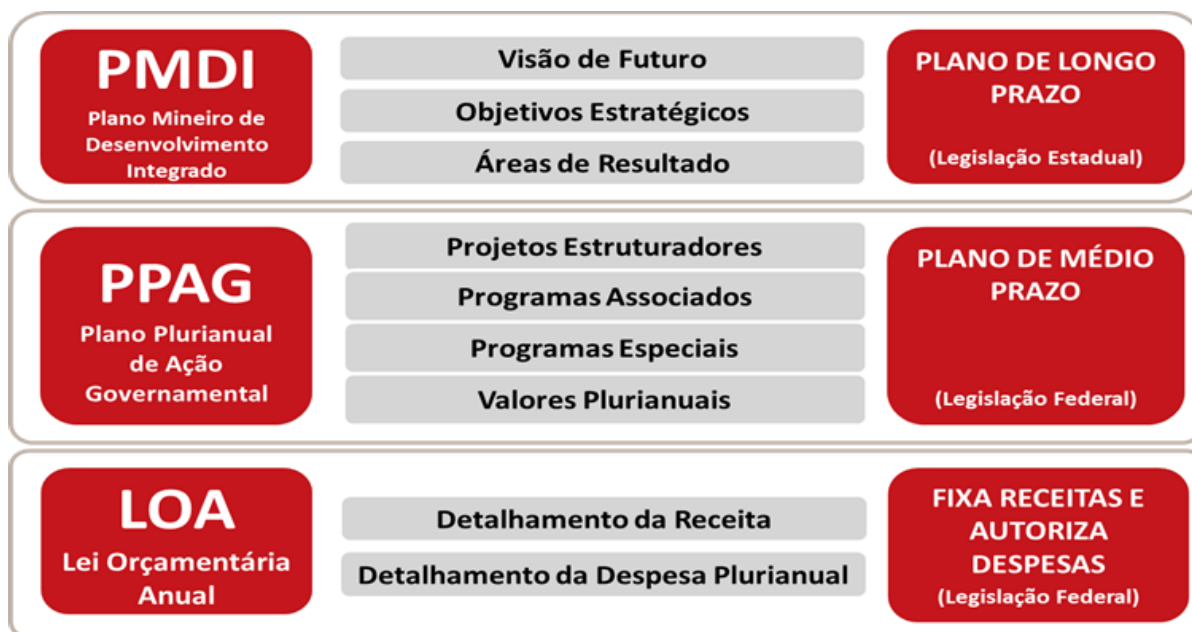 PMDI
Plano Mineiro de
Desenvolvimento
Integrado
Visão de Futuro
Objetivos Estratégicos
Áreas de Resultado
PLANO DE LONGO
PRAZO
(Legislação Estadual)
PPAG
Plano Plurianual
de Ação
Governamental
Projetos Estruturadores
Programas Associados
Programas Especiais
Valores Plurianuais
PLANO DE MÉDIO
PRAZO
(Legislação Federal)
LOA
Lei Orçamentária
Anual
Detalhamento da Receita
Detalhamento da Despesa Plurianual
FIXA RECEITAS E
AUTORIZA
DESPESAS
(Legislação Federal)